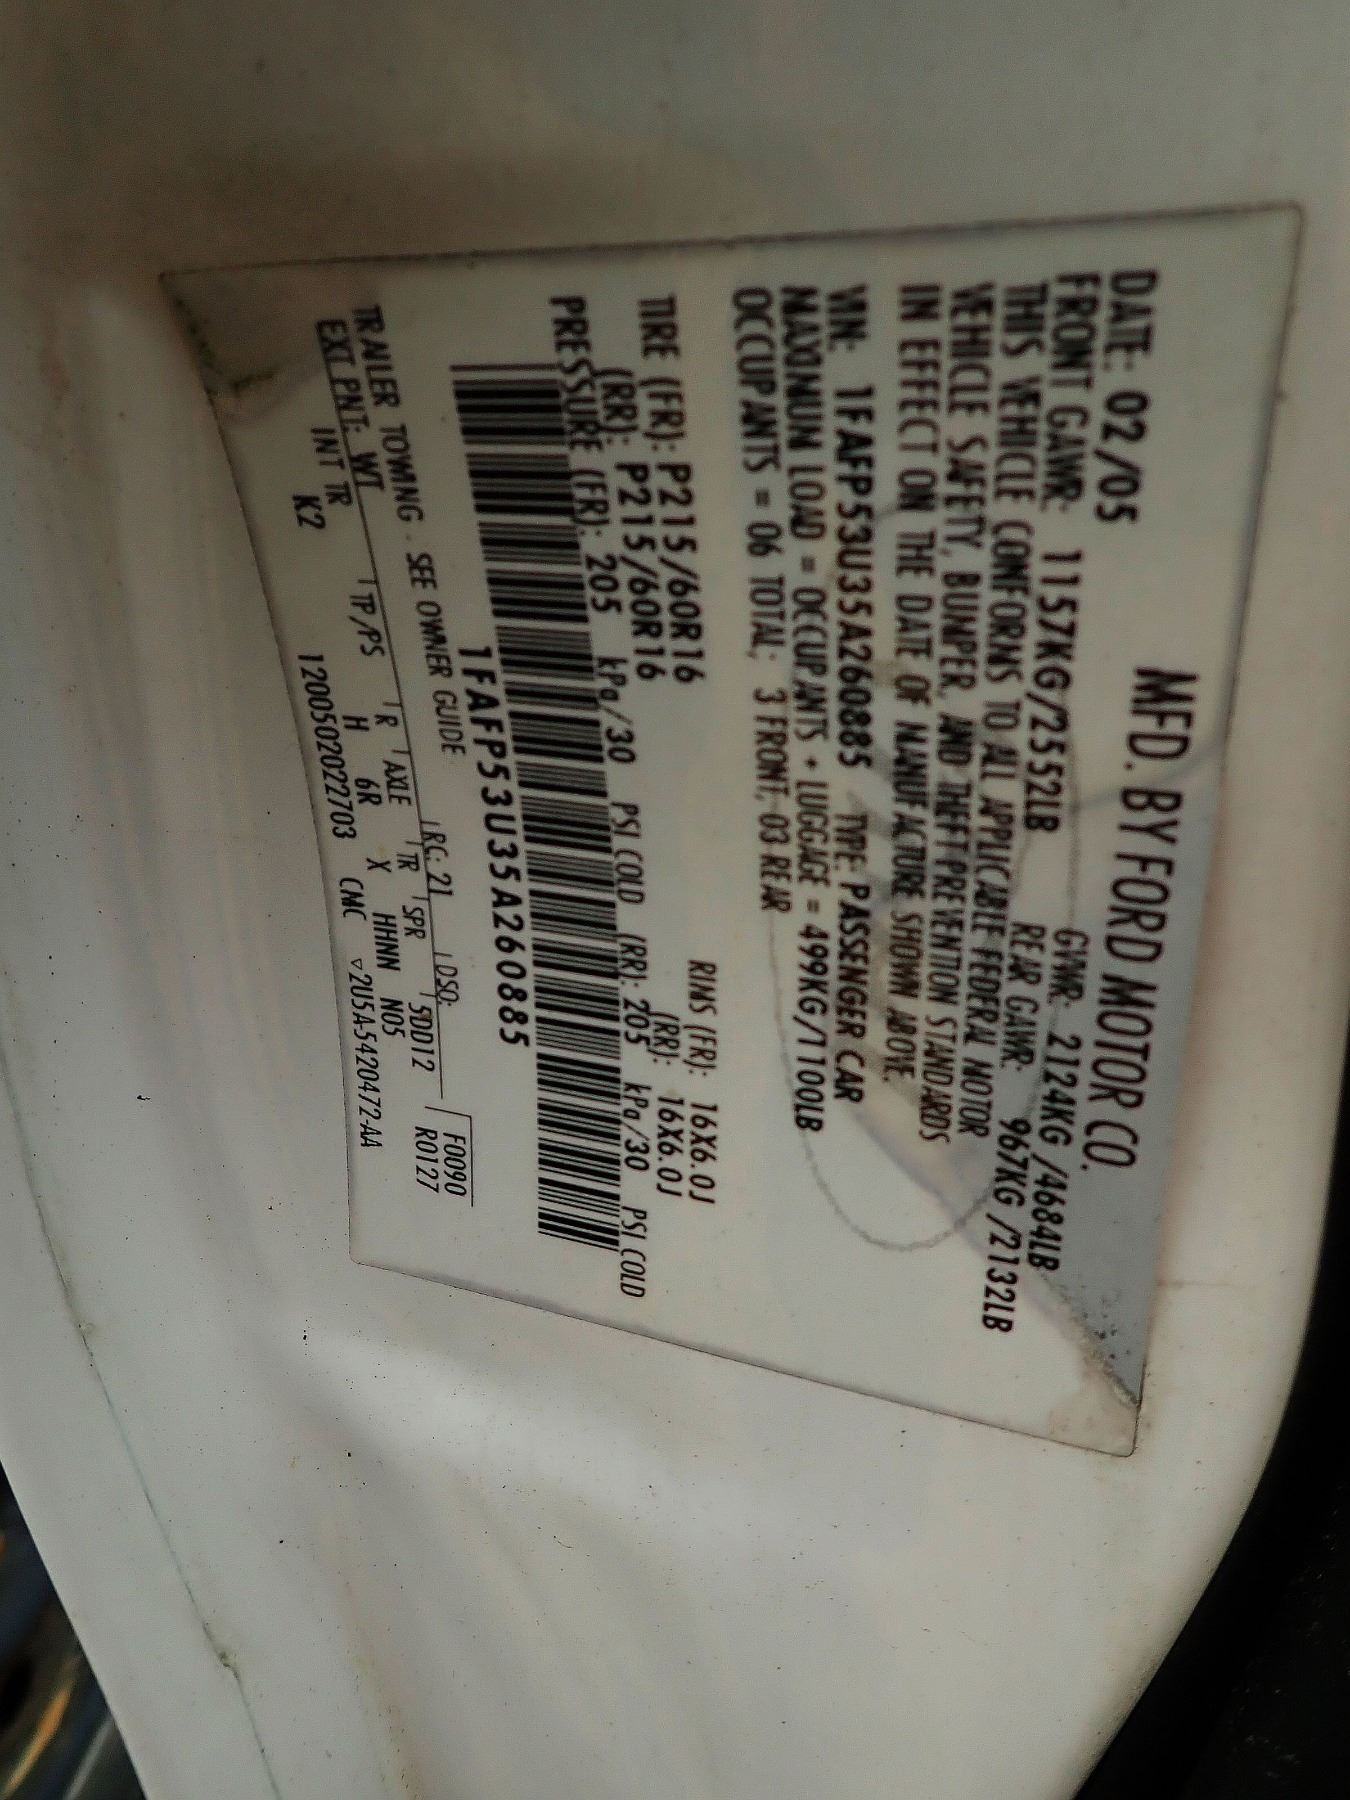 MFD. BY FORD MOTOR CO.
DATE: 02/05 GVWR: 2124KG /4684LB
FRONT GAWR: 1157KG/2552LB REAR GAWR: 967KG /2132LB
THIS VEHICLE CONFORMS TO ALL APPLICABLE FEDERAL MOTOR
VEHICLE SAFETY, BUMPER, AND THEFT PREVENTION STANDARDS
IN EFFECT ON THE DATE OF MANUFACTURE SHOWN ABOVE.
VIN: 1FAFP53U35A260885 TYPE: PASSENGER CAR
MAXIMUM LOAD = OCCUPANTS + LUGGAGE = 499KG/1100LB
OCCUPANTS = 06 TOTAL; 3 FRONT, 03 REAR
TIRE (FR): P215/60R16 RIMS (FR): 16X6.0J
(RR): P215/60R16 (RR): 16X6.0J
PRESSURE (FR): 205 kPa/30 PSI COLD (RR): 205 kPa/30 PSI COLD
1FAFP53U35A260885
F0090
R0127
TRAILER TOWING - SEE OWNER GUIDE
EXT PNT: WT RC: 21 DSO:
INT TR TP/PS R AXLE TR SPR 5DD12
K2 H 6R X HHNN N05
1200502022703 CMC ▽2U5A-5420472-AA